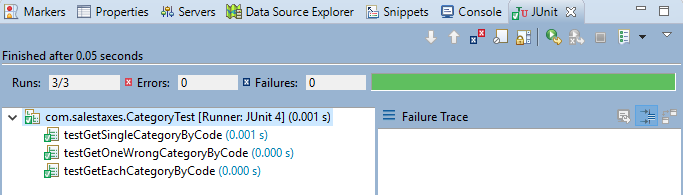 Markers Properties Servers Data Source Explorer Snippets Console JUnit
Finished after 0.05 seconds
Runs: 3/3 Errors: 0 Failures: 0
com.salestaxes.CategoryTest [Runner: JUnit 4] (0.001 s)
testGetSingleCategoryByCode (0.001 s)
testGetOneWrongCategoryByCode (0.000 s)
testGetEachCategoryByCode (0.000 s)
Failure Trace